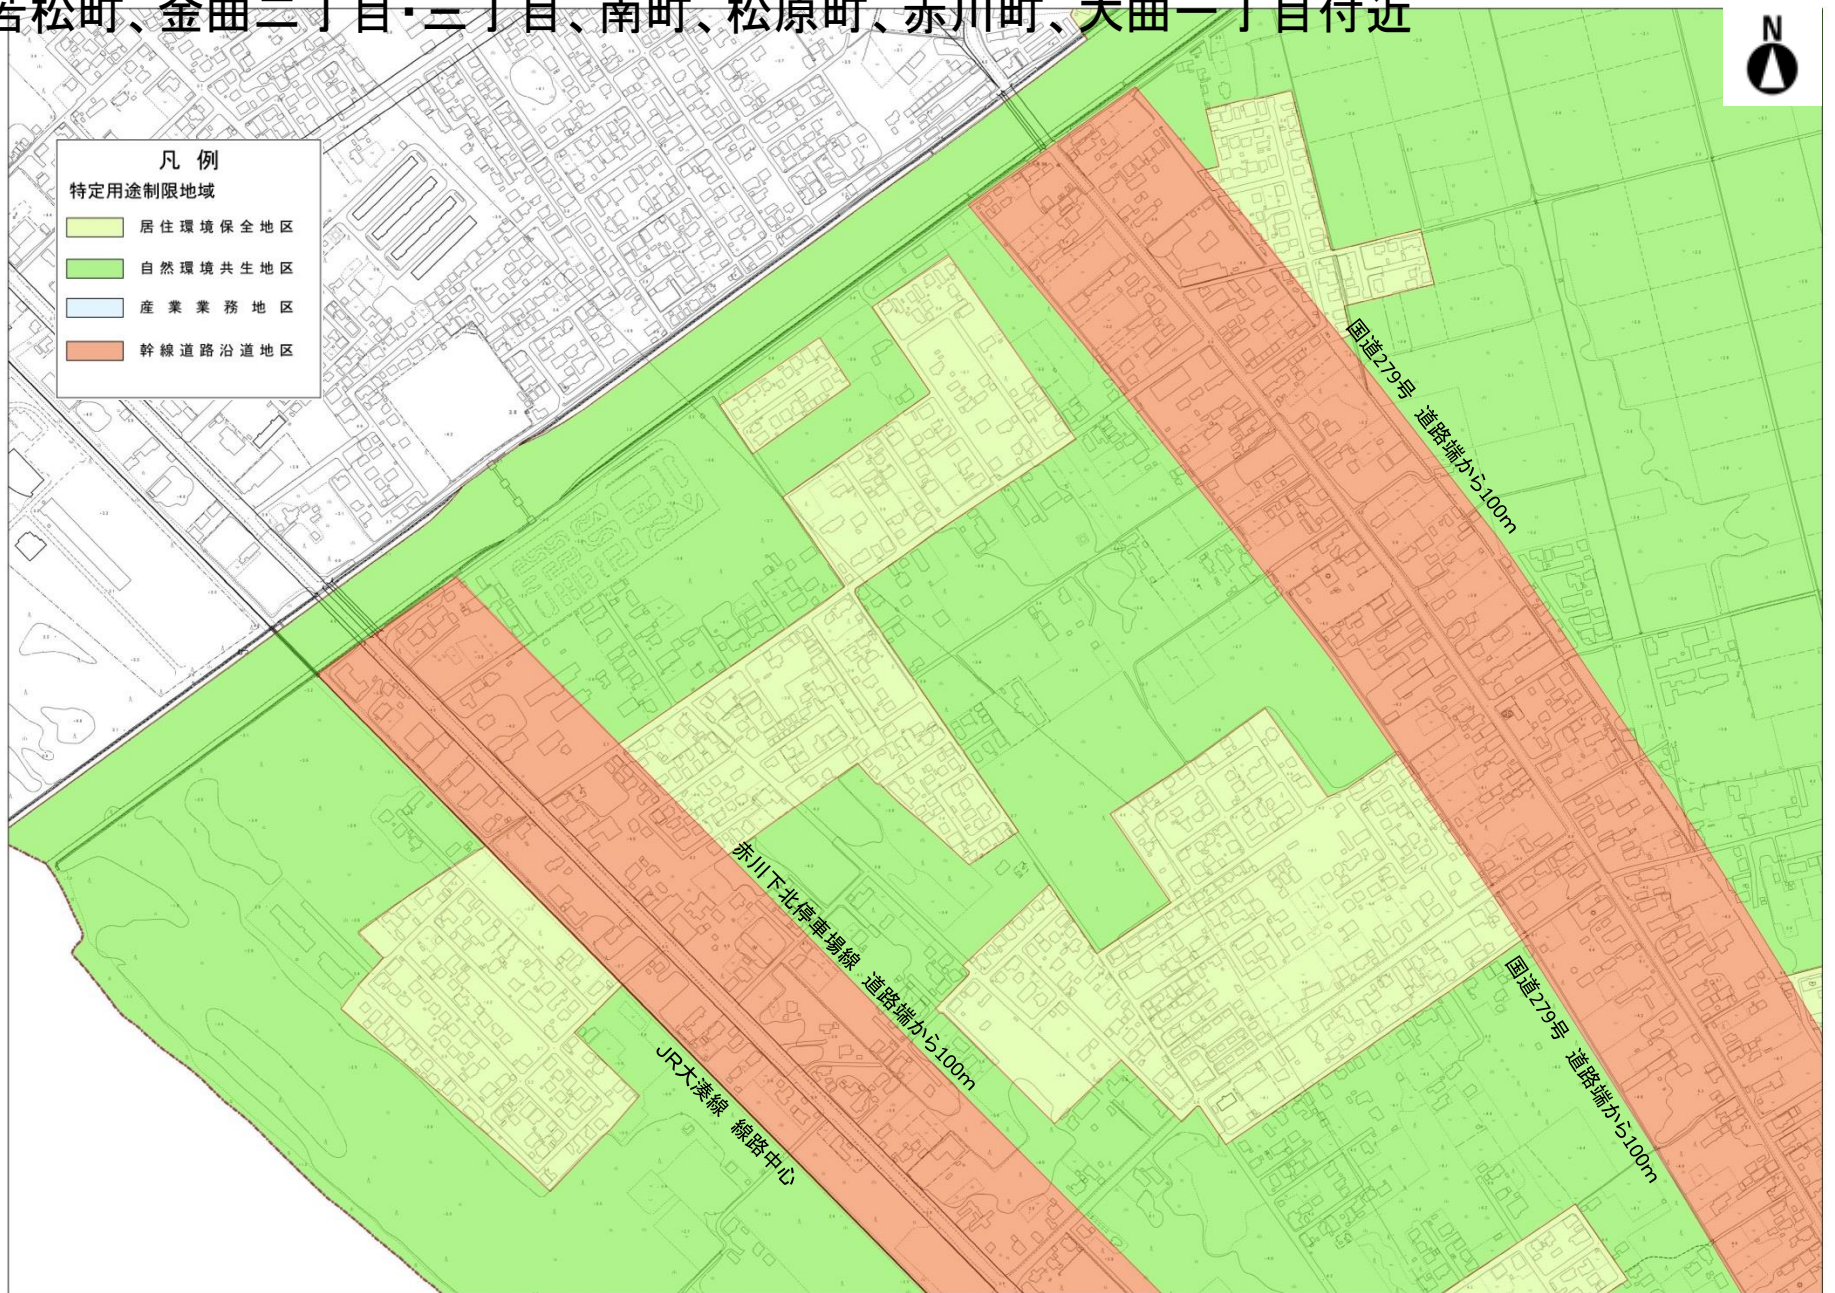 若松町、金曲二丁目・三丁目、南町、松原町、赤川町、大曲一丁目付近
N
凡 例
特定用途制限地域
居住環境保全地区
自然環境共生地区
産業業務地区
幹線道路沿道地区
国道279号 道路端から100m
赤川下北停車場線 道路端から100m
国道279号 道路端から100m
JR大湊線 線路中心